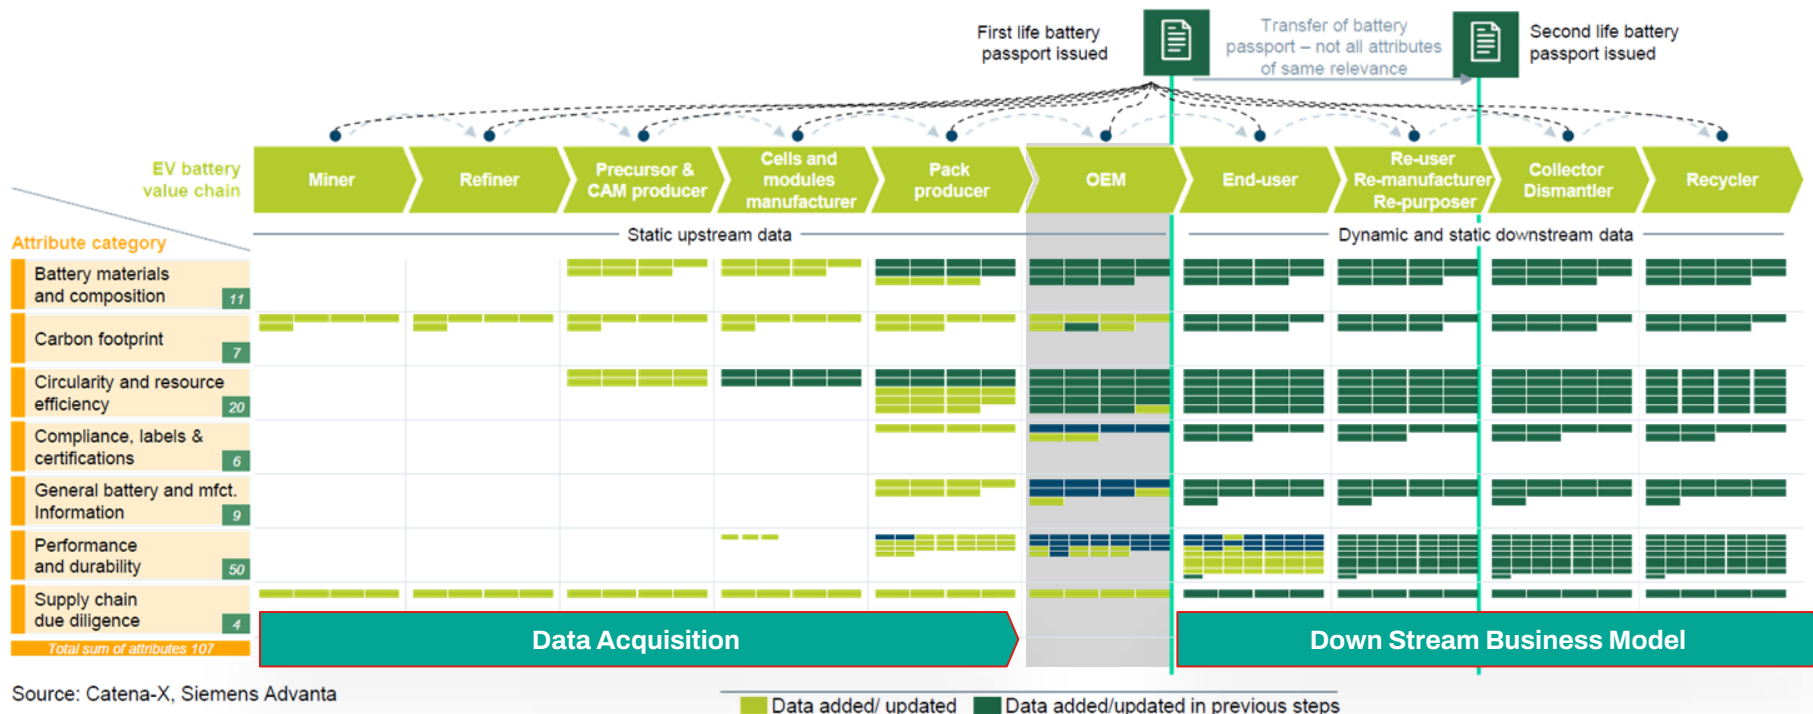 First life battery
passport issued
Transfer of battery
passport – not all attributes
of same relevance
Second life battery
passport issued
EV battery
value chain
Miner
Refiner
Precursor &
CAM producer
Cells and
modules
manufacturer
Pack
producer
OEM
End-user
Re-user
Re-manufacturer
Re-purposer
Collector
Dismantler
Recycler
Attribute category
Static upstream data
Dynamic and static downstream data
Battery materials
and composition
11
Carbon footprint
7
Circularity and resource
efficiency
20
Compliance, labels &
certifications
6
General battery and mfct.
Information
9
Performance
and durability
50
Supply chain
due diligence
4
Total sum of attributes 107
Data Acquisition
Down Stream Business Model
Source: Catena-X, Siemens Advanta
Data added/ updated
Data added/updated in previous steps